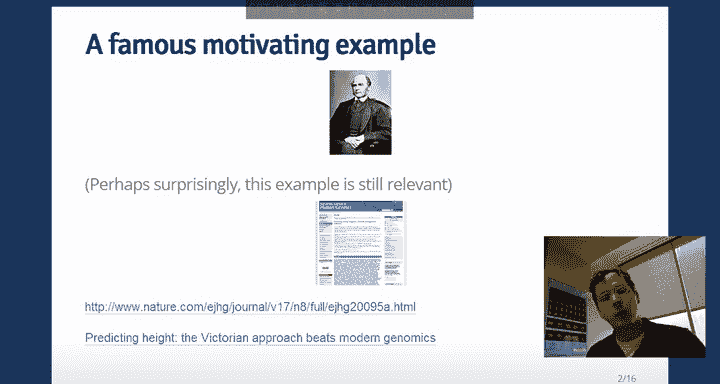 A famous motivating example
(Perhaps surprisingly, this example is still relevant)
http://www.nature.com/ejhg/journal/v17/n8/full/ejhg20095a.html
Predicting height: the Victorian approach beats modern genomics
2/16